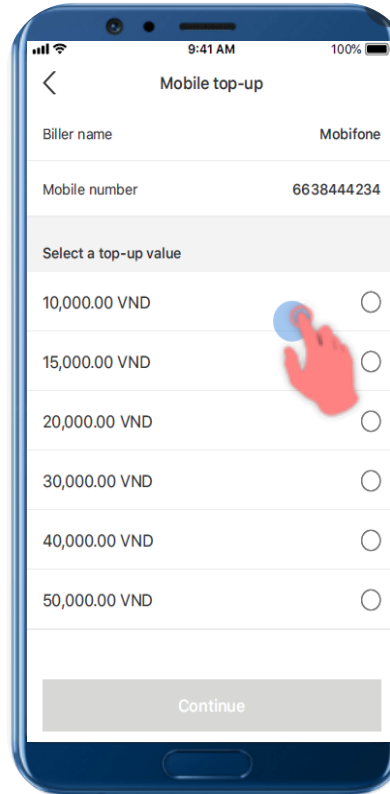 9:41 AM 100%
Mobile top-up
Biller name Mobifone
Mobile number 6638444234
Select a top-up value
10,000.00 VND
15,000.00 VND
20,000.00 VND
30,000.00 VND
40,000.00 VND
50,000.00 VND
Continue